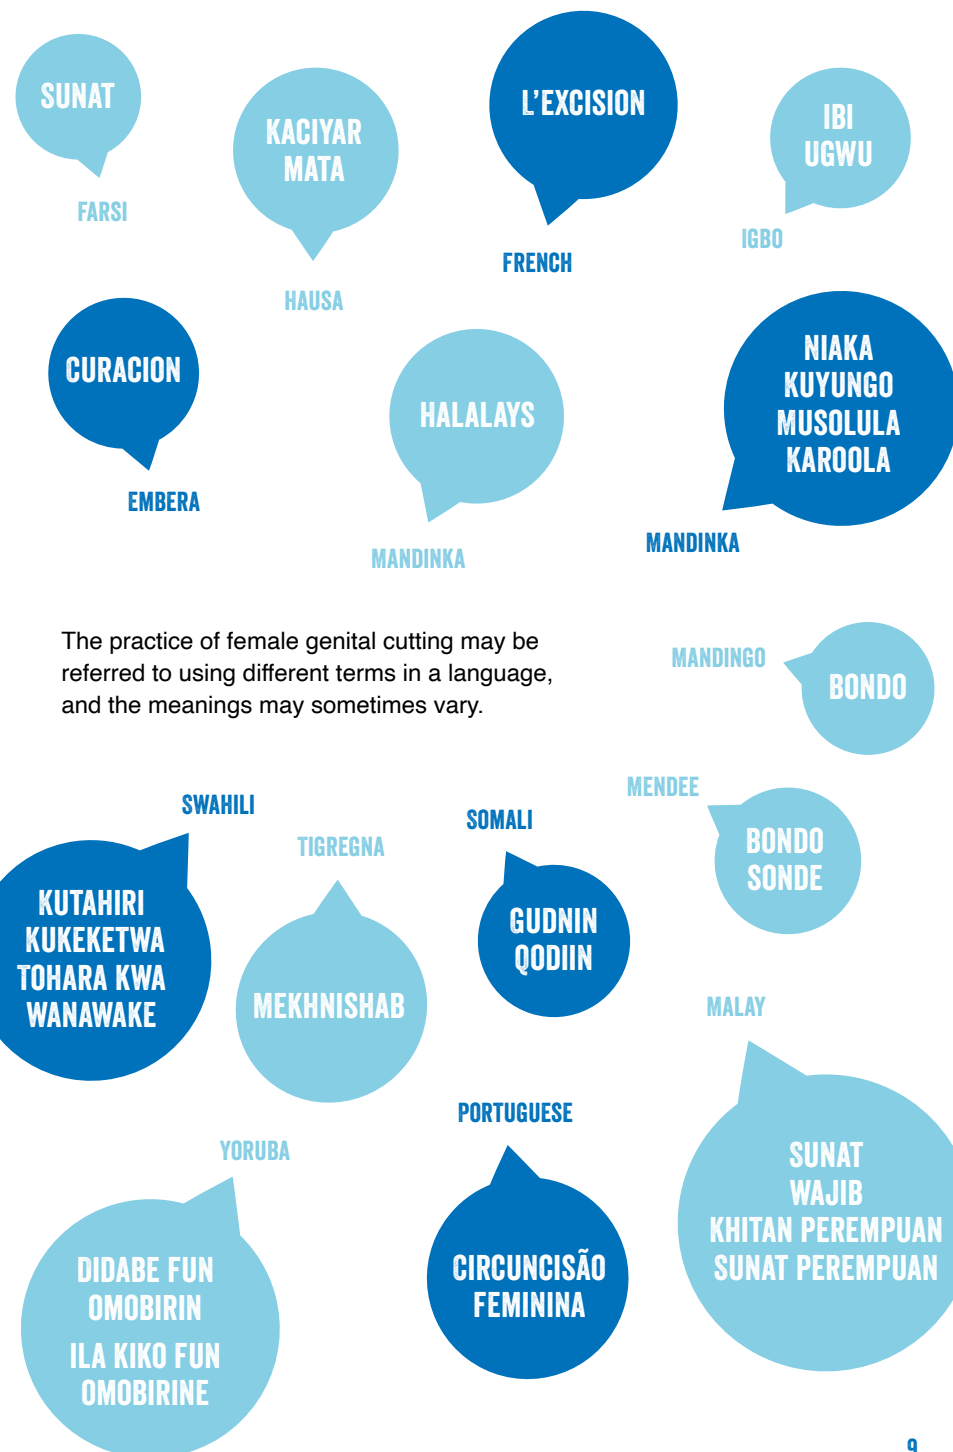 SUNAT
FARSI
KACIYAR
MATA
HAUSA
L'EXCISION
FRENCH
IBI
UGWU
IGBO
CURACION
EMBERA
HALALAYS
MANDINKA
NIAKA
KUYUNGO
MUSOLULA
KAROOLA
MANDINKA
The practice of female genital cutting may be
referred to using different terms in a language,
and the meanings may sometimes vary.
MANDINGO
BONDO
MENDEE
BONDO
SONDE
SWAHILI
KUTAHIRI
KUKEKETWA
TOHARA KWA
WANAWAKE
TIGREGNA
MEKHNISHAB
SOMALI
GUDNIN
QODIIN
MALAY
SUNAT
WAJIB
KHITAN PEREMPUAN
SUNAT PEREMPUAN
YORUBA
DIDABE FUN
OMOBIRIN
ILA KIKO FUN
OMOBIRINE
PORTUGUESE
CIRCUNCISÃO
FEMININA
9